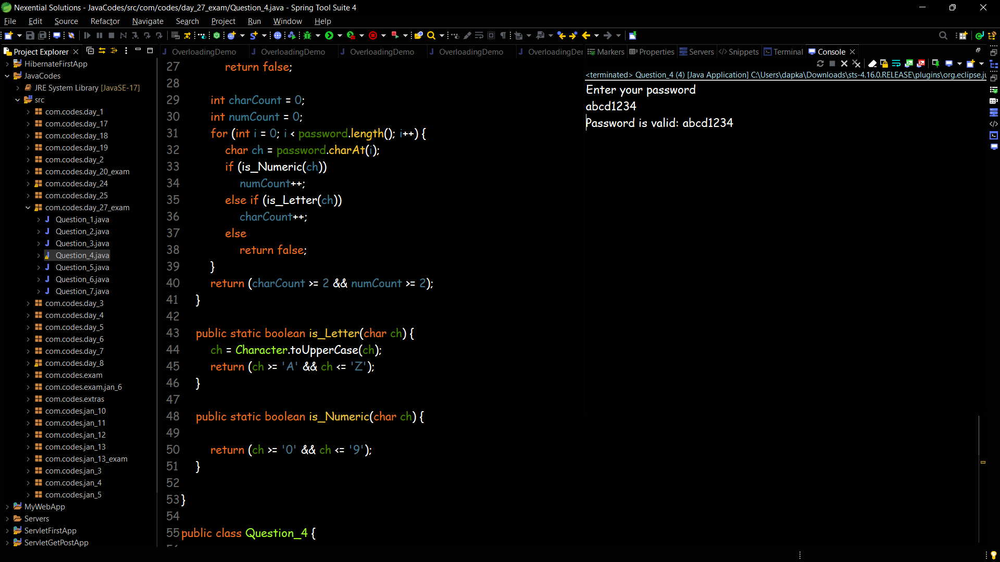 Nexential Solutions - JavaCodes/src/com/codes/day_27_exam/Question_4.java - Spring Tool Suite 4
File Edit Source Refactor Navigate Search Project Run Window Help
Project Explorer
HibernateFirstApp
JavaCodes
JRE System Library [JavaSE-17]
src
com.codes.day_1
com.codes.day_17
com.codes.day_18
com.codes.day_19
com.codes.day_2
com.codes.day_20_exam
com.codes.day_24
com.codes.day_25
com.codes.day_27_exam
Question_1.java
Question_2.java
Question_3.java
Question_4.java
Question_5.java
Question_6.java
Question_7.java
com.codes.day_3
com.codes.day_4
com.codes.day_5
com.codes.day_6
com.codes.day_7
com.codes.day_8
com.codes.exam
com.codes.exam.jan_6
com.codes.extras
com.codes.jan_10
com.codes.jan_11
com.codes.jan_12
com.codes.jan_13
com.codes.jan_13_exam
com.codes.jan_3
com.codes.jan_4
com.codes.jan_5
MyWebApp
Servers
ServletFirstApp
ServletGetPostApp
OverloadingDemo OverloadingDemo OverloadingDemo OverloadingDemo OverloadingDer
27 return false;
28
29 int charCount = 0;
30 int numCount = 0;
31 for (int i = 0; i < password.length(); i++) {
32 char ch = password.charAt(i);
33 if (is_Numeric(ch))
34 numCount++;
35 else if (is_Letter(ch))
36 charCount++;
37 else
38 return false;
39 }
40 return (charCount >= 2 && numCount >= 2);
41 }
42
43 public static boolean is_Letter(char ch) {
44 ch = Character.toUpperCase(ch);
45 return (ch >= 'A' && ch <= 'Z');
46 }
47
48 public static boolean is_Numeric(char ch) {
49
50 return (ch >= '0' && ch <= '9');
51 }
52
53 }
54
55 public class Question_4 {
Markers Properties Servers Snippets Terminal Console
<terminated> Question_4 (4) [Java Application] C:\Users\dapka\Downloads\sts-4.16.0.RELEASE\plugins\org.eclipse.ju
Enter your password
abcd1234
Password is valid: abcd1234